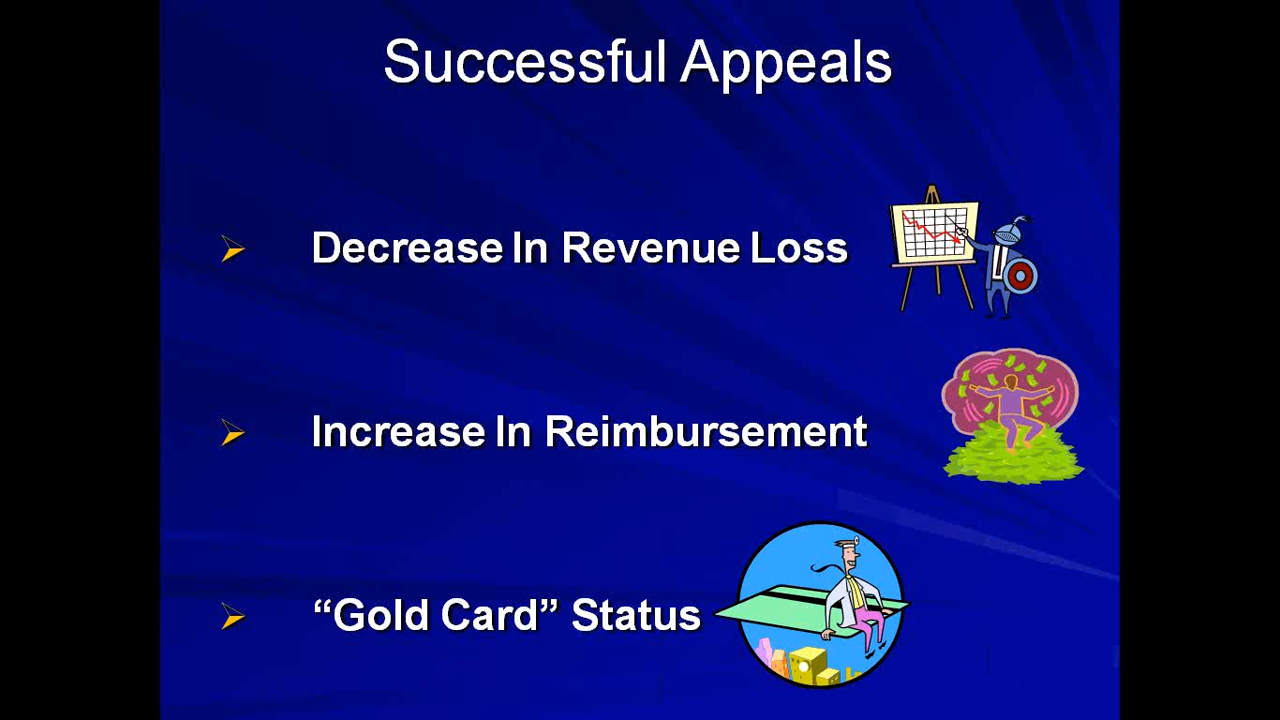 Successful Appeals
Decrease In Revenue Loss
Increase In Reimbursement
“Gold Card” Status